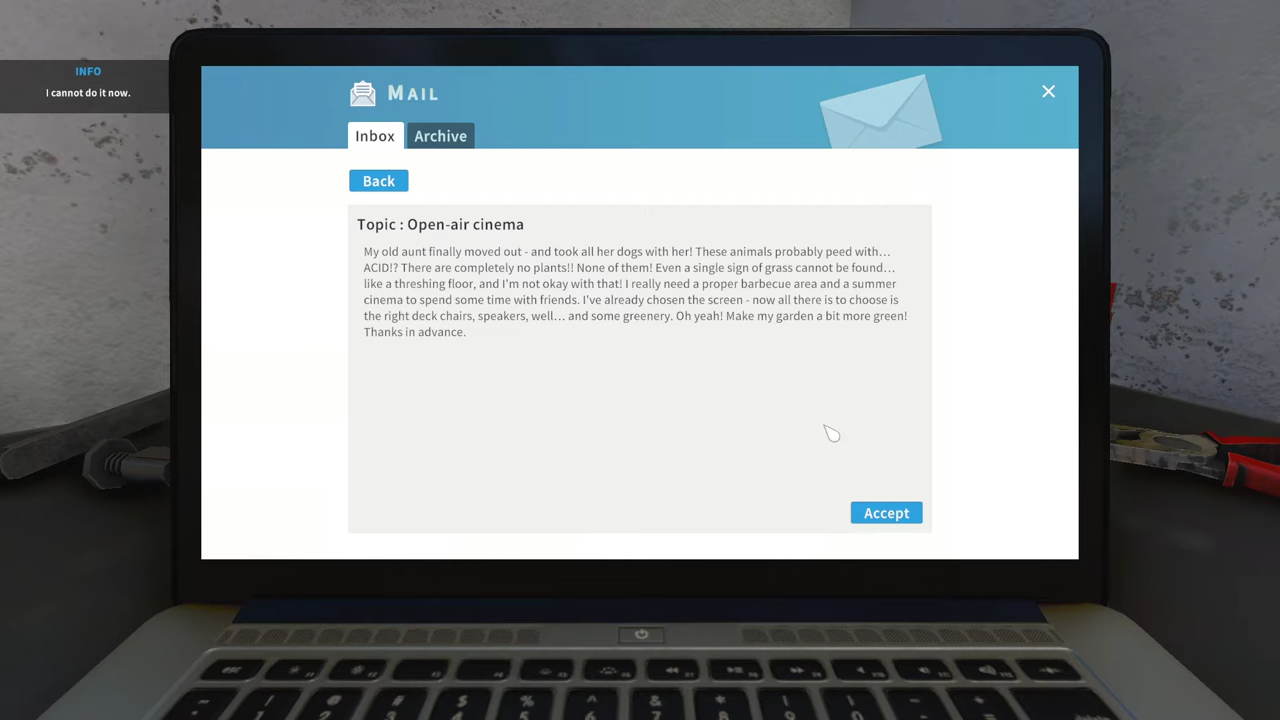 INFO
I cannot do it now.
MAIL
Inbox
Archive
Back
Topic : Open-air cinema
My old aunt finally moved out - and took all her dogs with her! These animals probably peed with...
ACID!? There are completely no plants!! None of them! Even a single sign of grass cannot be found...
like a threshing floor, and I'm not okay with that! I really need a proper barbecue area and a summer
cinema to spend some time with friends. I've already chosen the screen - now all there is to choose is
the right deck chairs, speakers, well... and some greenery. Oh yeah! Make my garden a bit more green!
Thanks in advance.
Accept
esc